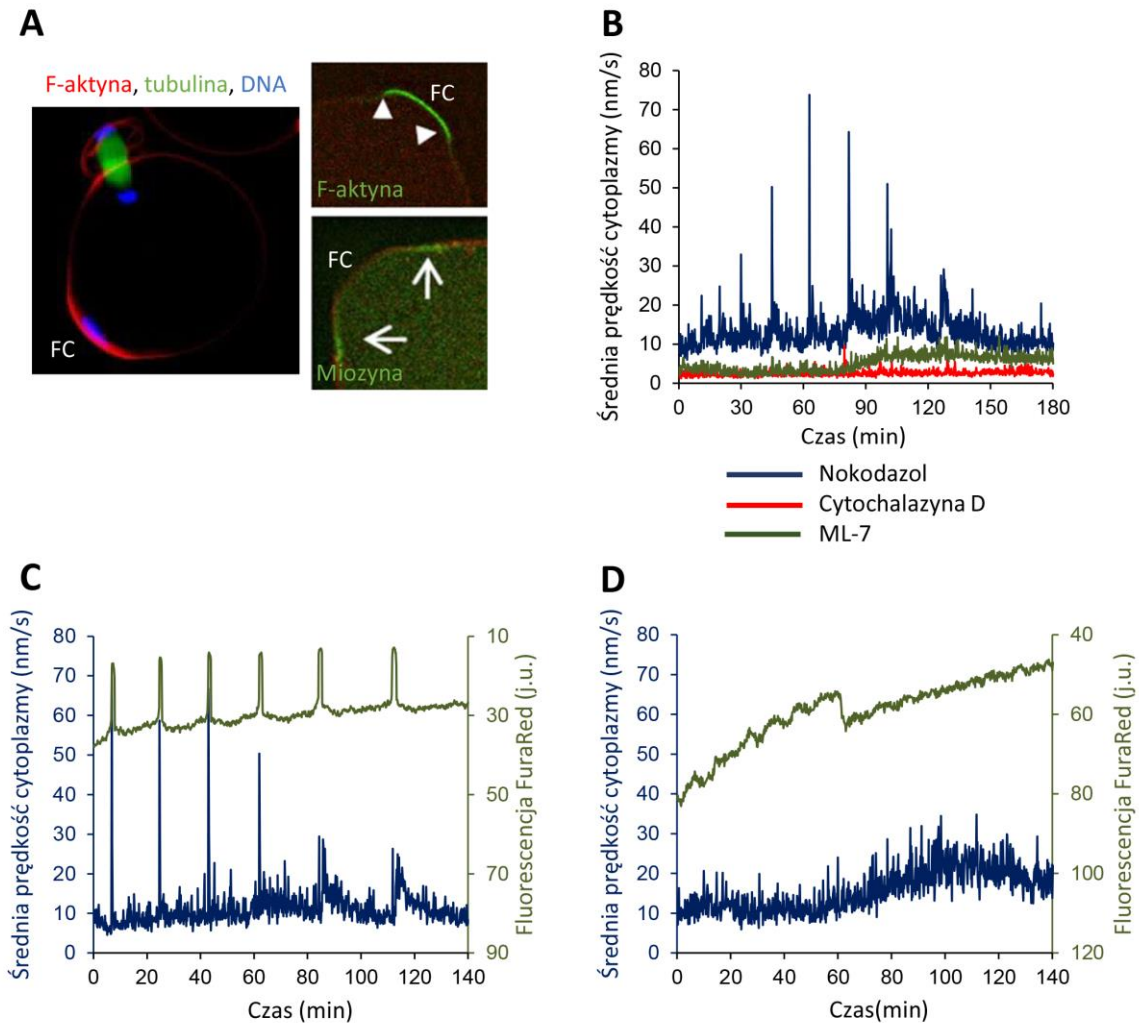 A
F-aktyna, tubulina, DNA
FC
FC
F-aktyna
FC
Miozyna
B
Średnia prędkość cytoplazmy (nm/s)
80
70
60
50
40
30
20
10
0
0 30 60 90 120 150 180
Czas (min)
Nokodazol
Cytochalazyna D
ML-7
C
Średnia prędkość cytoplazmy (nm/s)
80
70
60
50
40
30
20
10
0
0 20 40 60 80 100 120 140
Czas (min)
10
30
50
70
90
Fluorescencja FuraRed (j.u.)
D
Średnia prędkość cytoplazmy (nm/s)
80
70
60
50
40
30
20
10
0
0 20 40 60 80 100 120 140
Czas(min)
40
60
80
100
120
Fluorescencja FuraRed (j.u.)